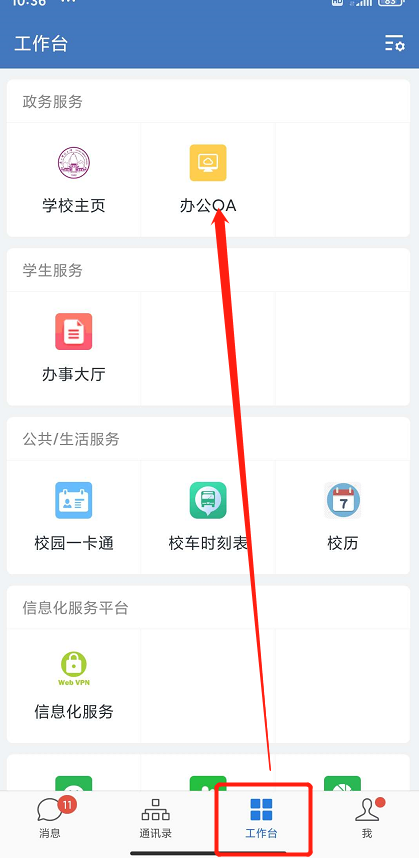 10:36
工作台
政务服务
学校主页
办公OA
学生服务
办事大厅
公共/生活服务
7
校园一卡通
校车时刻表
校历
信息化服务平台
Web VPN
信息化服务
11
消息
通讯录
工作台
我